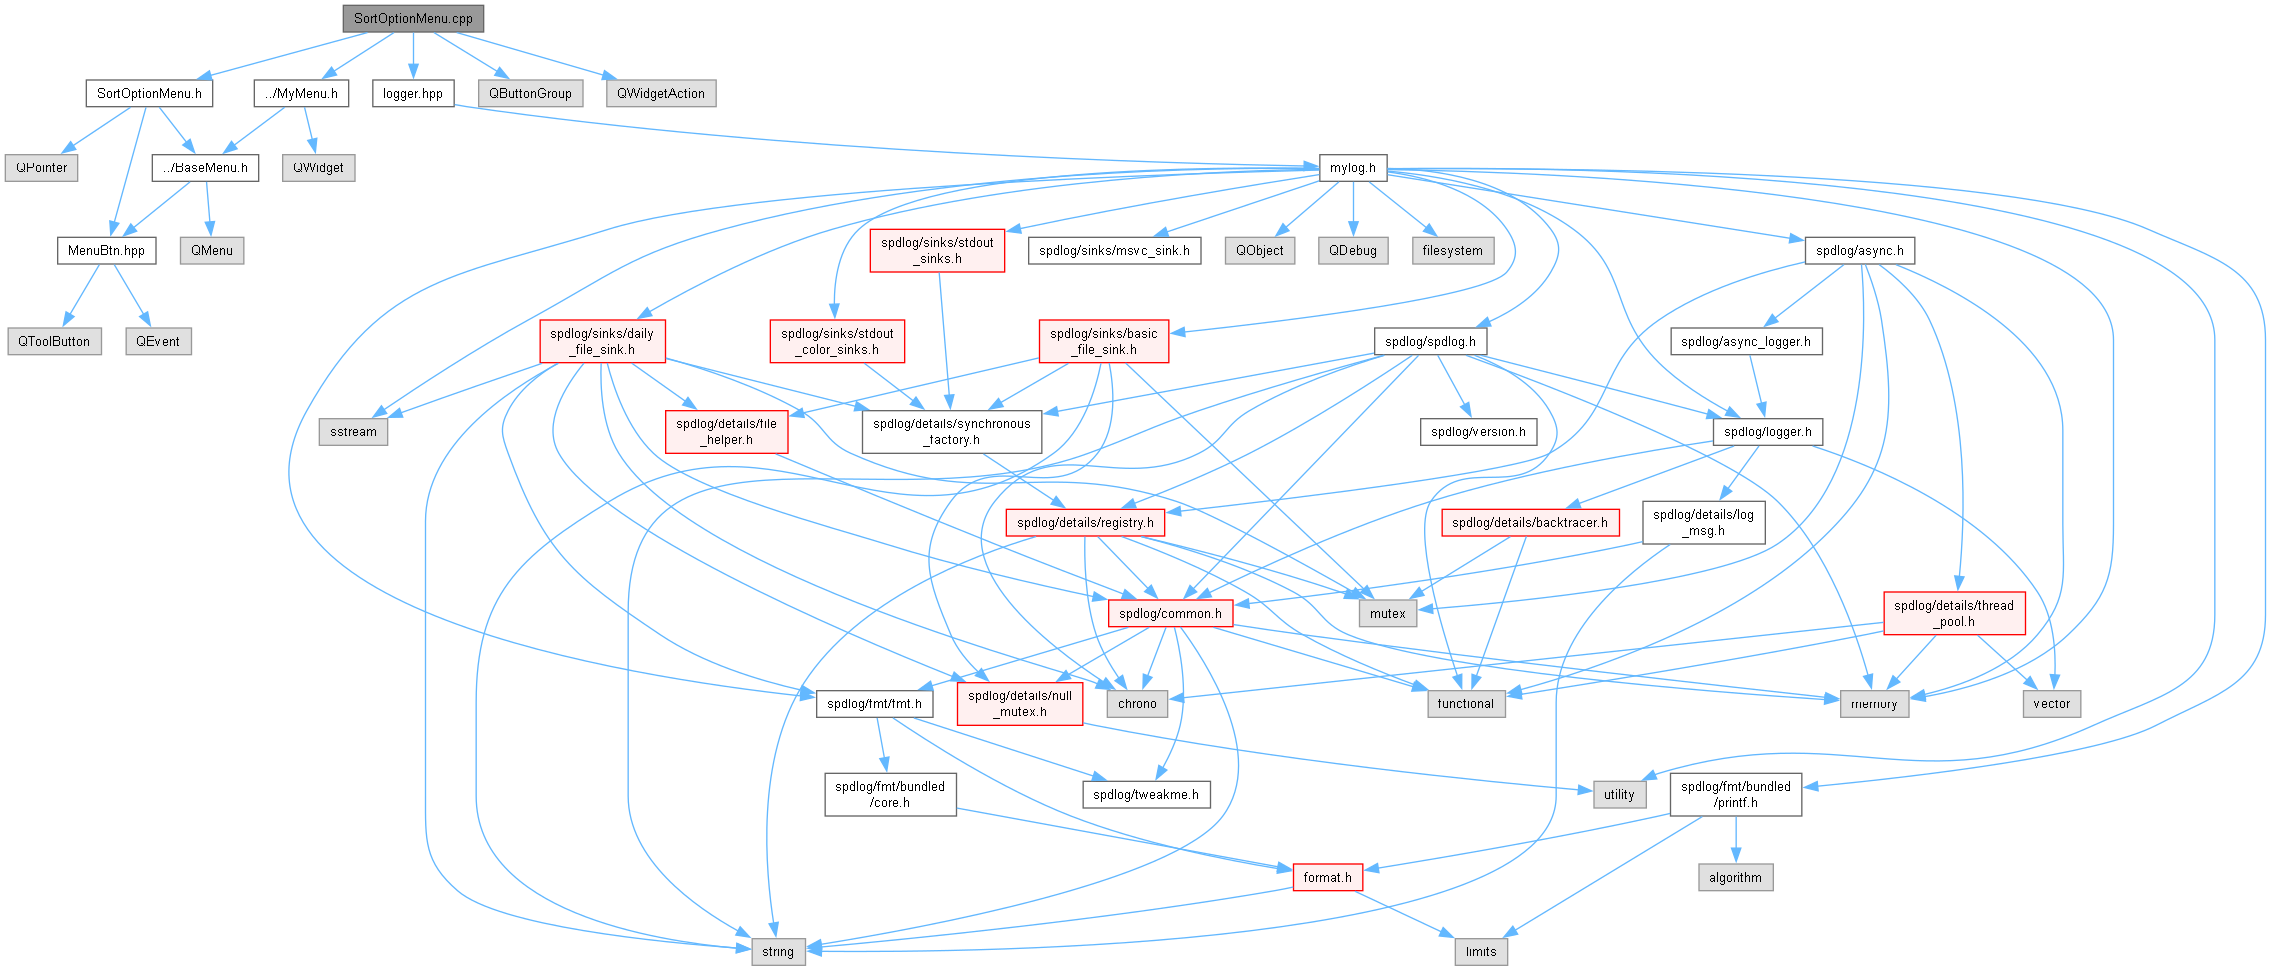 SortOptionMenu.cpp
SortOptionMenu.h
../MyMenu.h
logger.hpp
QButtonGroup
QWidgetAction
QPointer
../BaseMenu.h
QWidget
mylog.h
MenuBtn.hpp
QMenu
spdlog/sinks/stdout
_sinks.h
spdlog/sinks/msvc_sink.h
QObject
QDebug
filesystem
spdlog/async.h
QToolButton
QEvent
spdlog/sinks/daily
_file_sink.h
spdlog/sinks/stdout
_color_sinks.h
spdlog/sinks/basic
_file_sink.h
spdlog/spdlog.h
spdlog/async_logger.h
sstream
spdlog/details/file
_helper.h
spdlog/details/synchronous
_factory.h
spdlog/version.h
spdlog/logger.h
spdlog/details/registry.h
spdlog/details/backtracer.h
spdlog/details/log
_msg.h
spdlog/common.h
mutex
spdlog/details/thread
_pool.h
spdlog/fmt/fmt.h
spdlog/details/null
_mutex.h
chrono
functional
memory
vector
spdlog/fmt/bundled
/core.h
spdlog/tweakme.h
utility
spdlog/fmt/bundled
/printf.h
format.h
algorithm
string
limits